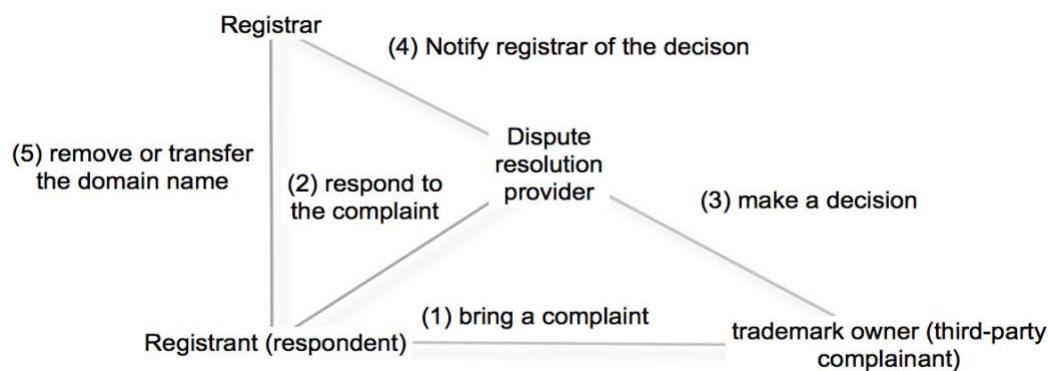 Registrar
(4) Notify registrar of the decison
Dispute
resolution
provider
(5) remove or transfer
the domain name
(2) respond to
the complaint
(3) make a decision
(1) bring a complaint
Registrant (respondent)
trademark owner (third-party
complainant)